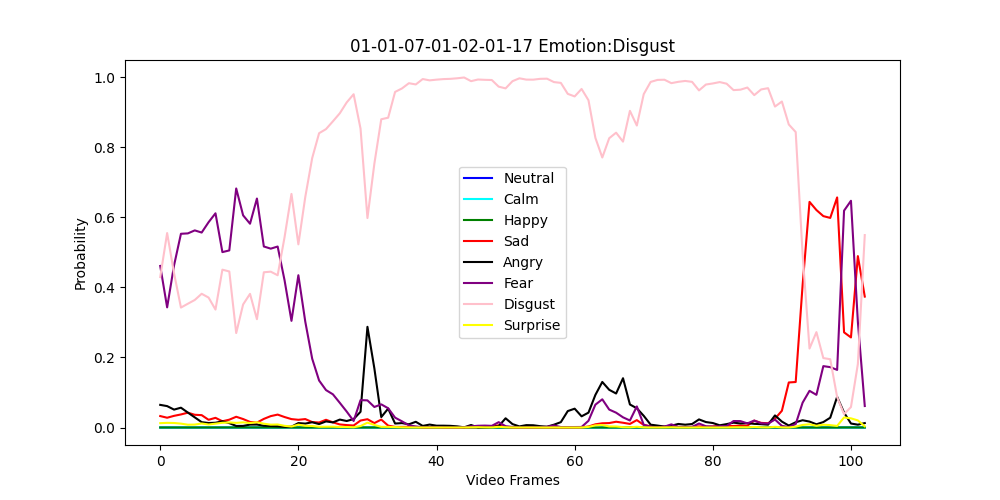 01-01-07-01-02-01-17 Emotion:Disgust
1.0
0.8
0.6
0.4
0.2
0.0
Probability
Neutral
Calm
Happy
Sad
Angry
Fear
Disgust
Surprise
0 20 40 60 80 100
Video Frames